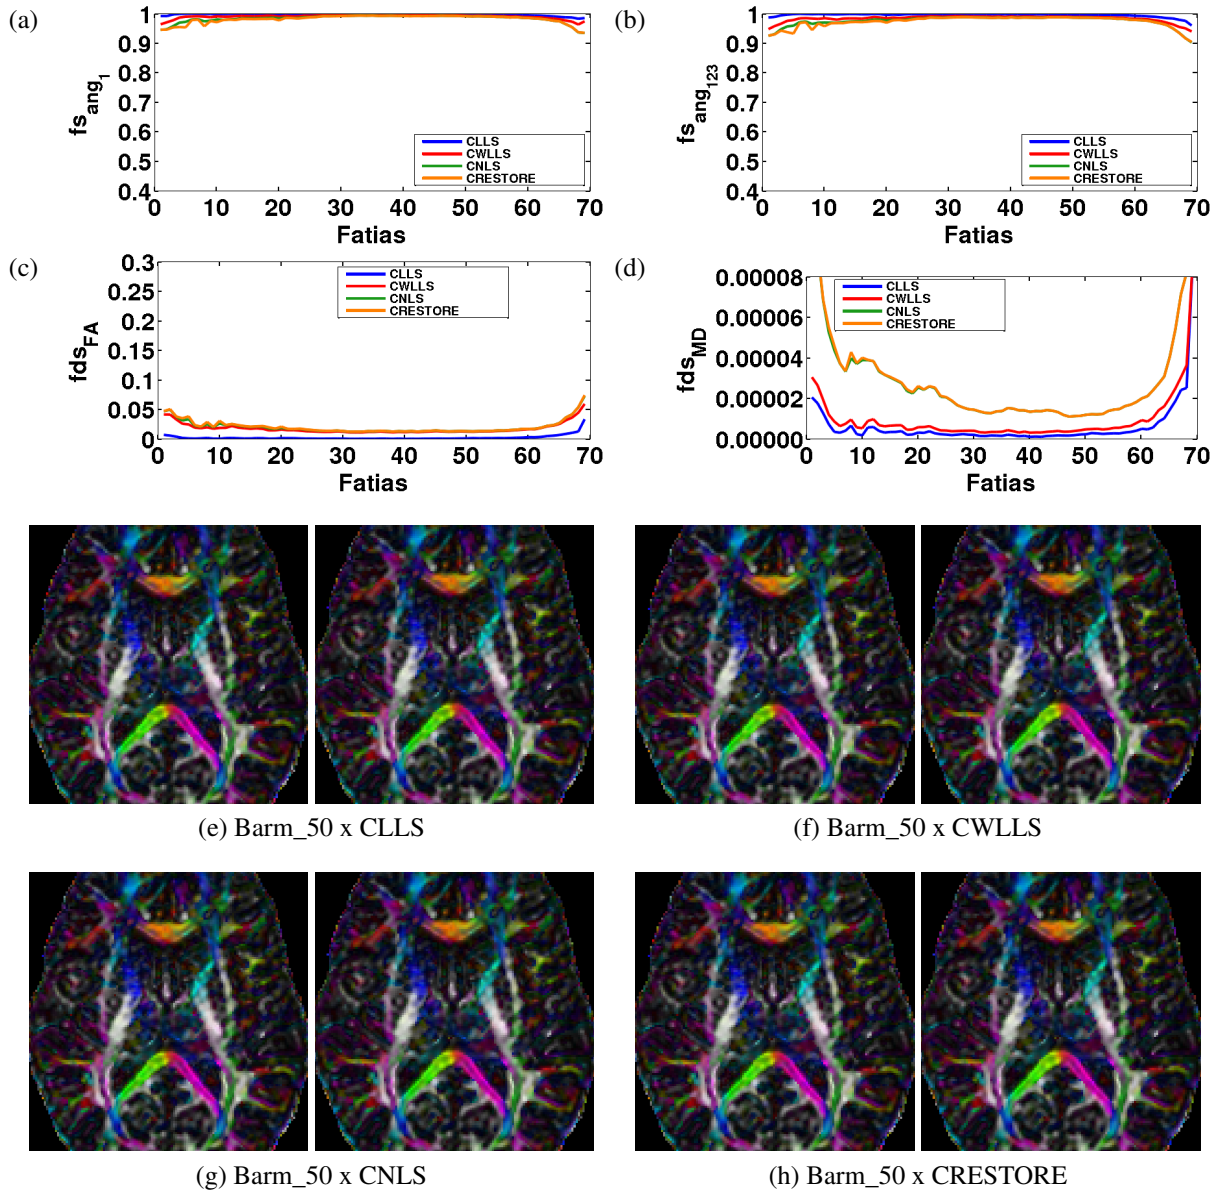 (a)
1
0.9
0.8
0.7
0.6
0.5
0.4
fs_ang_1
CLLS
CWLLS
CNLS
CRESTORE
0 10 20 30 40 50 60 70
Fatias
(b)
1
0.9
0.8
0.7
0.6
0.5
0.4
fs_ang_123
CLLS
CWLLS
CNLS
CRESTORE
0 10 20 30 40 50 60 70
Fatias
(c)
0.3
0.25
0.2
0.15
0.1
0.05
0
fds_FA
CLLS
CWLLS
CNLS
CRESTORE
0 10 20 30 40 50 60 70
Fatias
(d)
0.00008
0.00006
0.00004
0.00002
0.00000
fds_MD
CLLS
CWLLS
CNLS
CRESTORE
0 10 20 30 40 50 60 70
Fatias
(e) Barm_50 x CLLS
(f) Barm_50 x CWLLS
(g) Barm_50 x CNLS
(h) Barm_50 x CRESTORE